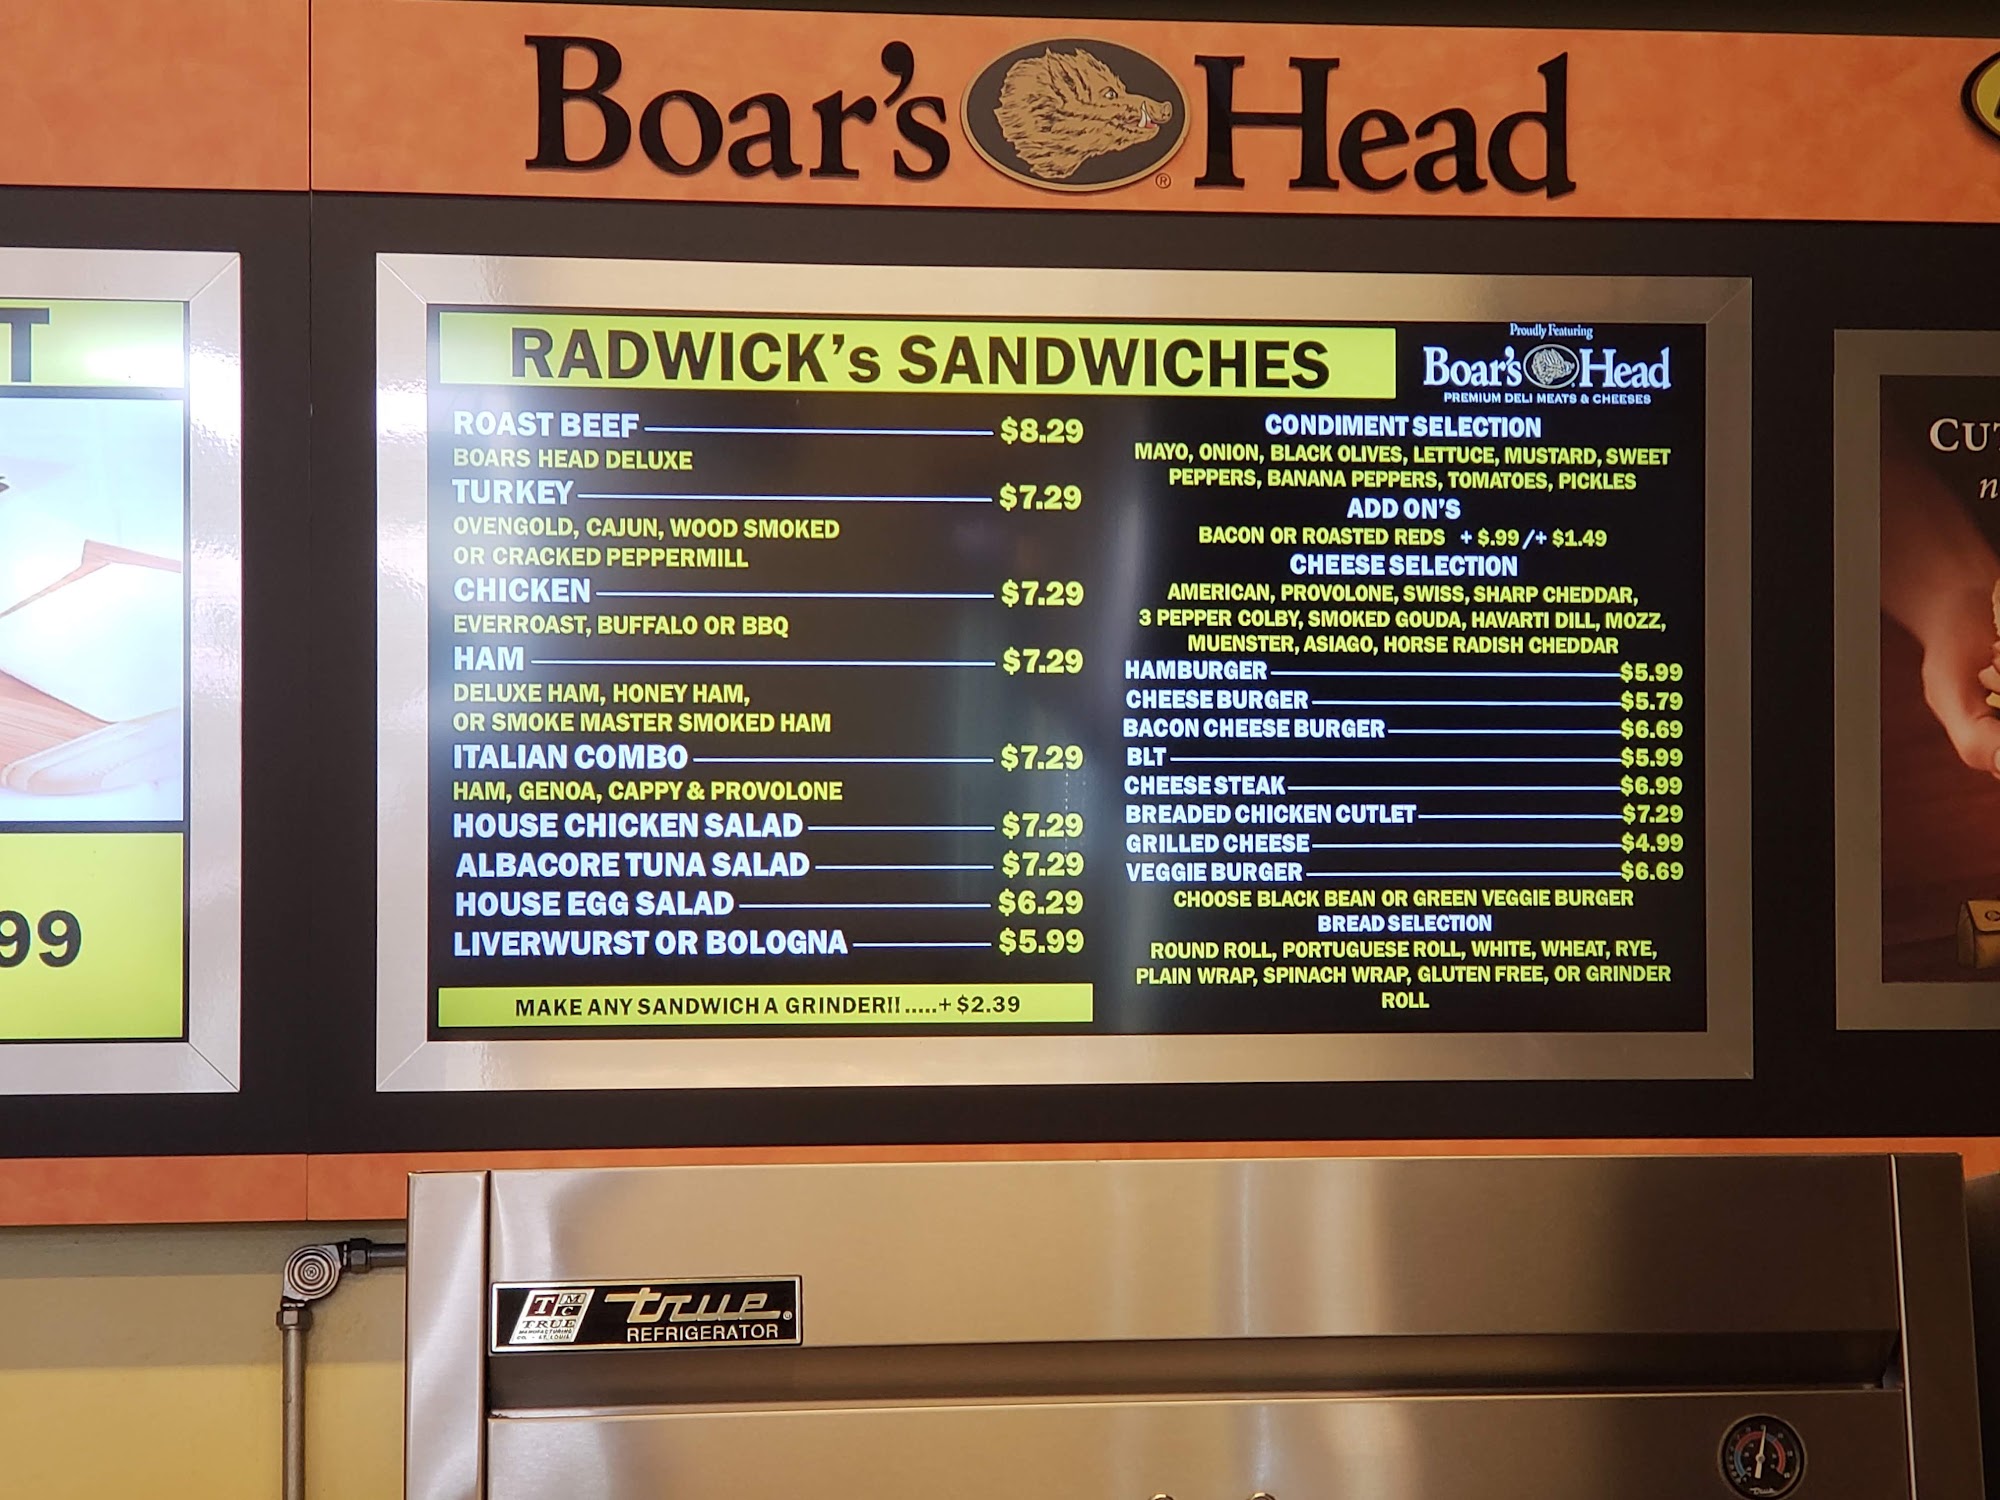 Boar's Head
®
T
99
RADWICK's SANDWICHES
Proudly Featuring
Boar's Head
PREMIUM DELI MEATS & CHEESES
ROAST BEEF $8.29
BOARS HEAD DELUXE
TURKEY $7.29
OVENGOLD, CAJUN, WOOD SMOKED
OR CRACKED PEPPERMILL
CHICKEN $7.29
EVERROAST, BUFFALO OR BBQ
HAM $7.29
DELUXE HAM, HONEY HAM,
OR SMOKE MASTER SMOKED HAM
ITALIAN COMBO $7.29
HAM, GENOA, CAPPY & PROVOLONE
HOUSE CHICKEN SALAD $7.29
ALBACORE TUNA SALAD $7.29
HOUSE EGG SALAD $6.29
LIVERWURST OR BOLOGNA $5.99
MAKE ANY SANDWICH A GRINDER!!.....+ $2.39
CONDIMENT SELECTION
MAYO, ONION, BLACK OLIVES, LETTUCE, MUSTARD, SWEET
PEPPERS, BANANA PEPPERS, TOMATOES, PICKLES
ADD ON'S
BACON OR ROASTED REDS + $.99 /+ $1.49
CHEESE SELECTION
AMERICAN, PROVOLONE, SWISS, SHARP CHEDDAR,
3 PEPPER COLBY, SMOKED GOUDA, HAVARTI DILL, MOZZ,
MUENSTER, ASIAGO, HORSE RADISH CHEDDAR
HAMBURGER $5.99
CHEESE BURGER $5.79
BACON CHEESE BURGER $6.69
BLT $5.99
CHEESE STEAK $6.99
BREADED CHICKEN CUTLET $7.29
GRILLED CHEESE $4.99
VEGGIE BURGER $6.69
CHOOSE BLACK BEAN OR GREEN VEGGIE BURGER
BREAD SELECTION
ROUND ROLL, PORTUGUESE ROLL, WHITE, WHEAT, RYE,
PLAIN WRAP, SPINACH WRAP, GLUTEN FREE, OR GRINDER
ROLL
CUT
n
TMC
TRUE
MANUFACTURING
CO. - ST. LOUIS
true®
REFRIGERATOR